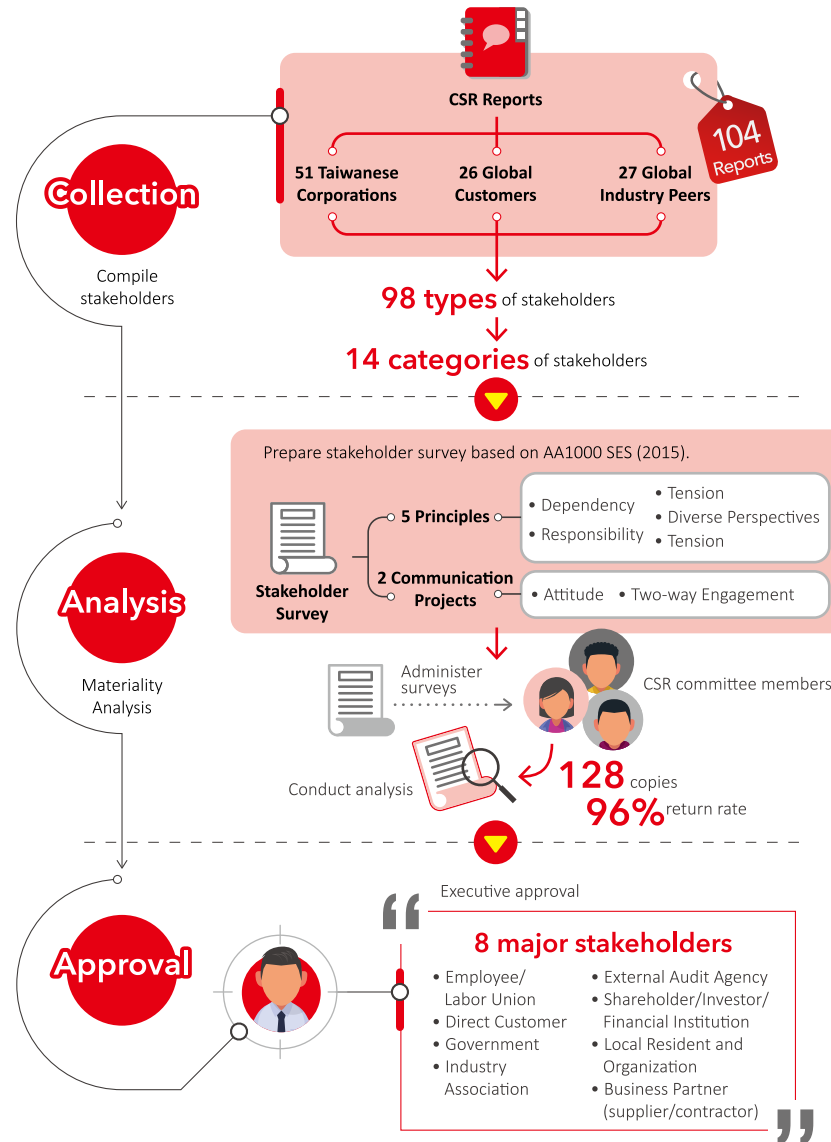 CSR Reports
104
Reports
51 Taiwanese
Corporations
26 Global
Customers
27 Global
Industry Peers
Collection
Compile
stakeholders
98 types of stakeholders
14 categories of stakeholders
Prepare stakeholder survey based on AA1000 SES (2015).
Stakeholder
Survey
5 Principles
• Dependency
• Responsibility
• Tension
• Diverse Perspectives
• Tension
2 Communication
Projects
• Attitude • Two-way Engagement
Analysis
Materiality
Analysis
Administer
surveys
CSR committee members
Conduct analysis
128 copies
96% return rate
Approval
Executive approval
8 major stakeholders
• Employee/
Labor Union
• Direct Customer
• Government
• Industry
Association
• External Audit Agency
• Shareholder/Investor/
Financial Institution
• Local Resident and
Organization
• Business Partner
(supplier/contractor)